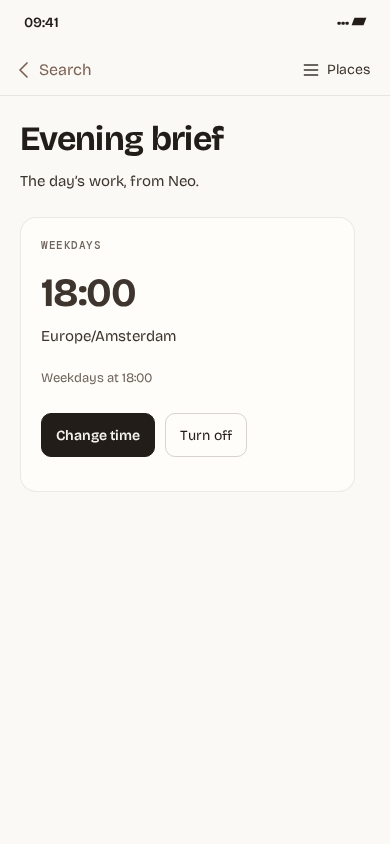 09:41
Search
Places
Evening brief
The day's work, from Neo.
WEEKDAYS
18:00
Europe/Amsterdam
Weekdays at 18:00
Change time
Turn off